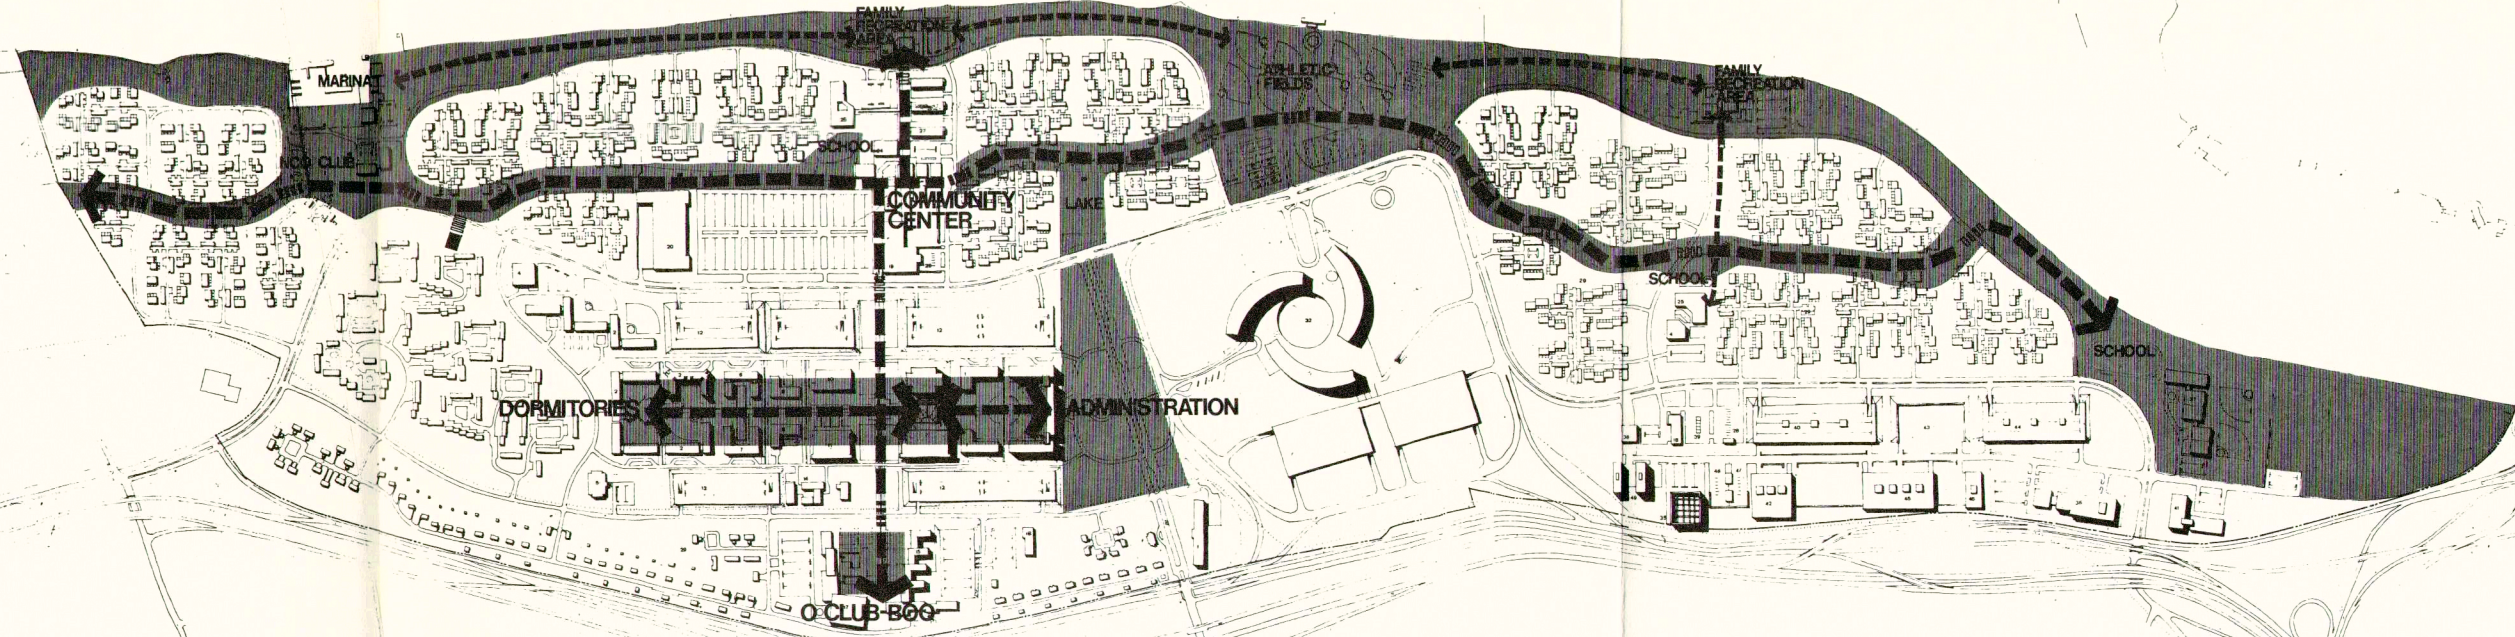 FAMILY
RECREATION
AREA
MARINA
ATHLETIC
FIELDS
FAMILY
RECREATION
AREA
SCHOOL
NCO CLUB
COMMUNITY
CENTER
LAKE
SCHOOL
SCHOOL
DORMITORIES
ADMINISTRATION
O CLUB-BOQ